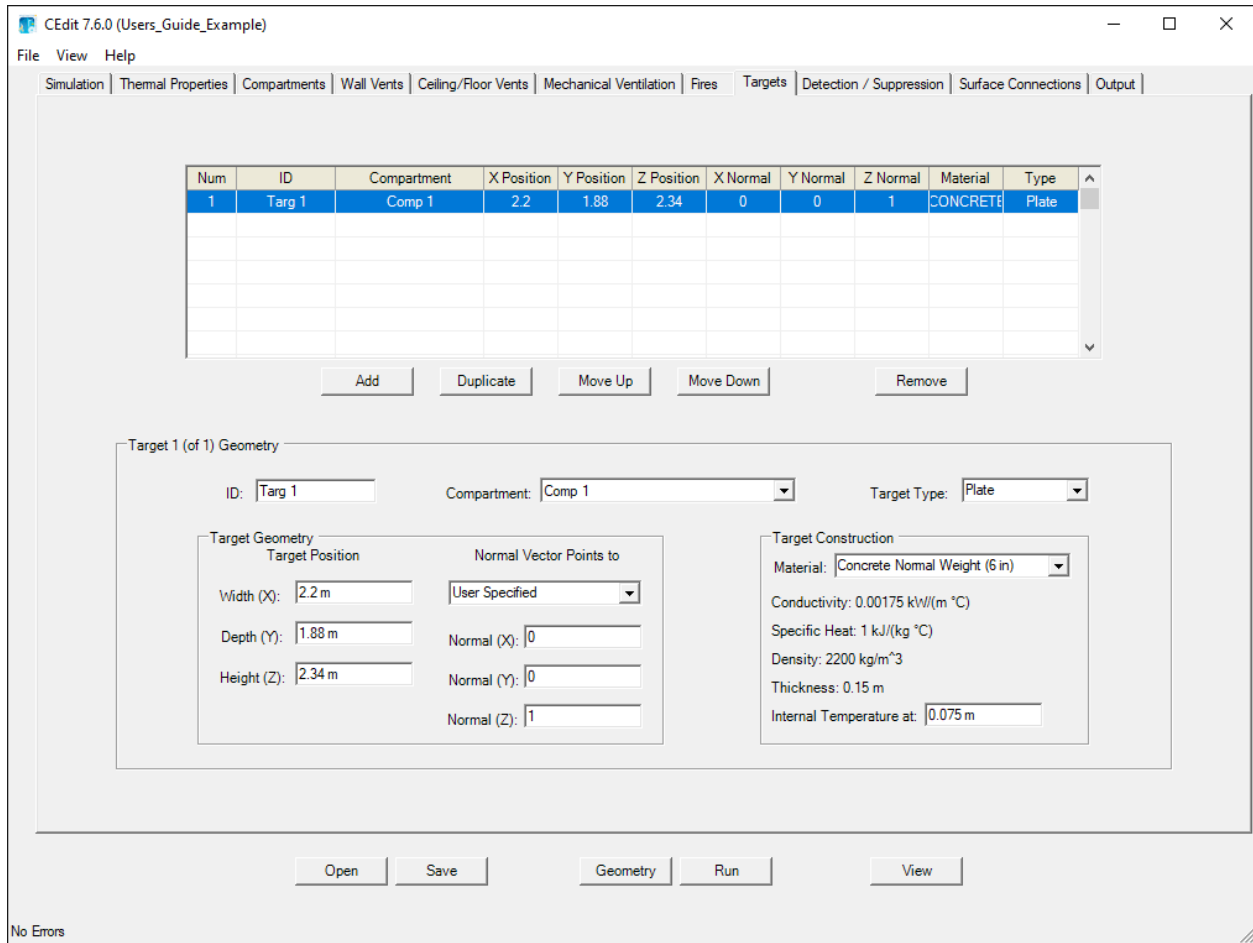 CEdit 7.6.0 (Users_Guide_Example)
File View Help
Simulation Thermal Properties Compartments Wall Vents Ceiling/Floor Vents Mechanical Ventilation Fires Targets Detection / Suppression Surface Connections Output
Num ID Compartment X Position Y Position Z Position X Normal Y Normal Z Normal Material Type
1 Targ 1 Comp 1 2.2 1.88 2.34 0 0 1 CONCRETE Plate
Add Duplicate Move Up Move Down Remove
Target 1 (of 1) Geometry
ID: Targ 1 Compartment: Comp 1 Target Type: Plate
Target Geometry
Target Position
Width (X): 2.2 m
Depth (Y): 1.88 m
Height (Z): 2.34 m
Normal Vector Points to
User Specified
Normal (X): 0
Normal (Y): 0
Normal (Z): 1
Target Construction
Material: Concrete Normal Weight (6 in)
Conductivity: 0.00175 kW/(m °C)
Specific Heat: 1 kJ/(kg °C)
Density: 2200 kg/m^3
Thickness: 0.15 m
Internal Temperature at: 0.075 m
Open Save Geometry Run View
No Errors